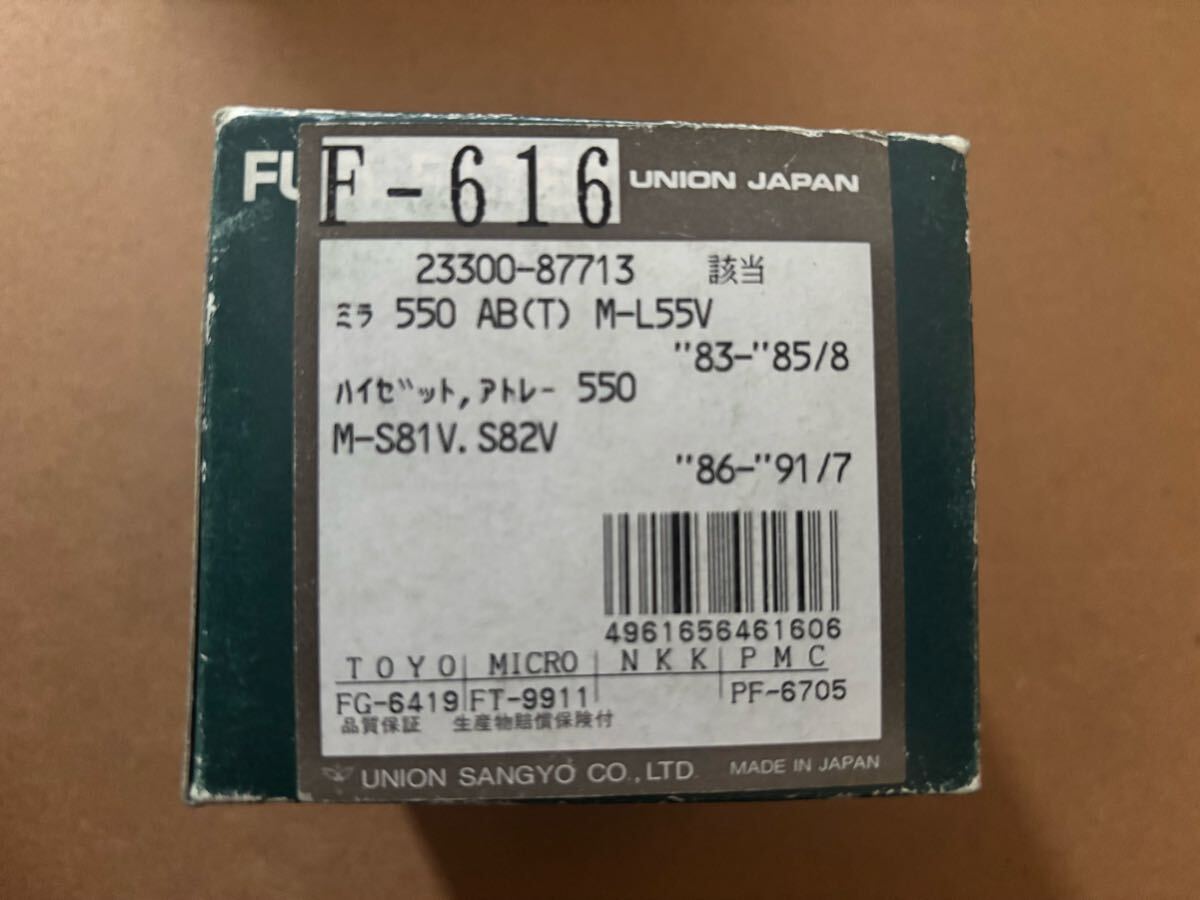 F-616 UNION JAPAN
23300-87713 該当
ミラ 550 AB(T) M-L55V
"83-"85/8
ハイゼット,アトレー 550
M-S81V. S82V
"86-"91/7
4961656461606
TOYO MICRO NKK PMC
FG-6419 FT-9911 PF-6705
品質保証 生産物賠償保険付
UNION SANGYO CO.,LTD. MADE IN JAPAN